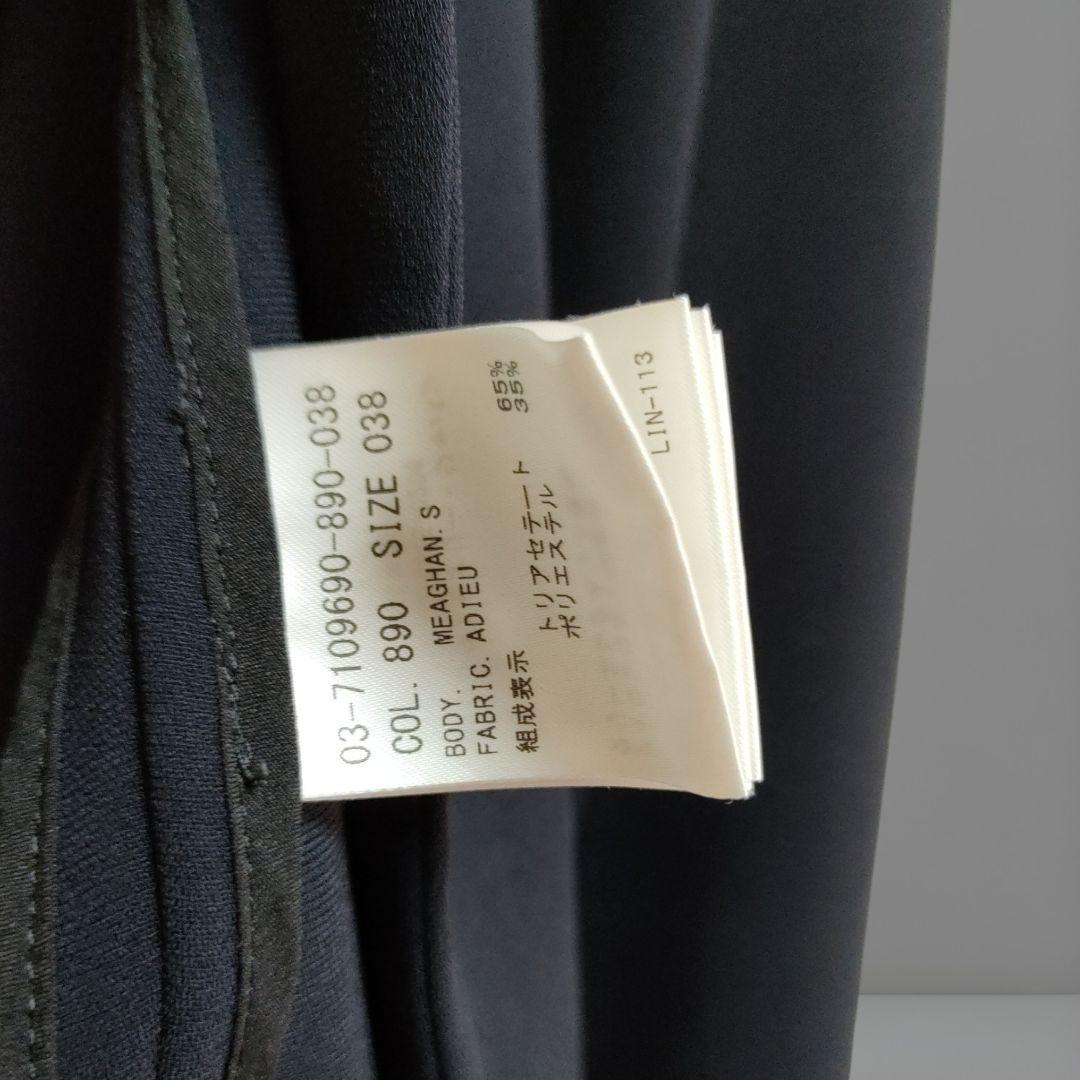 03-7109690-890-038
COL. 890 SIZE 038
BODY. MEAGHAN. S
FABRIC. ADIEU
組成表示
トリアセテート 65%
ポリエステル 35%
LIN-113